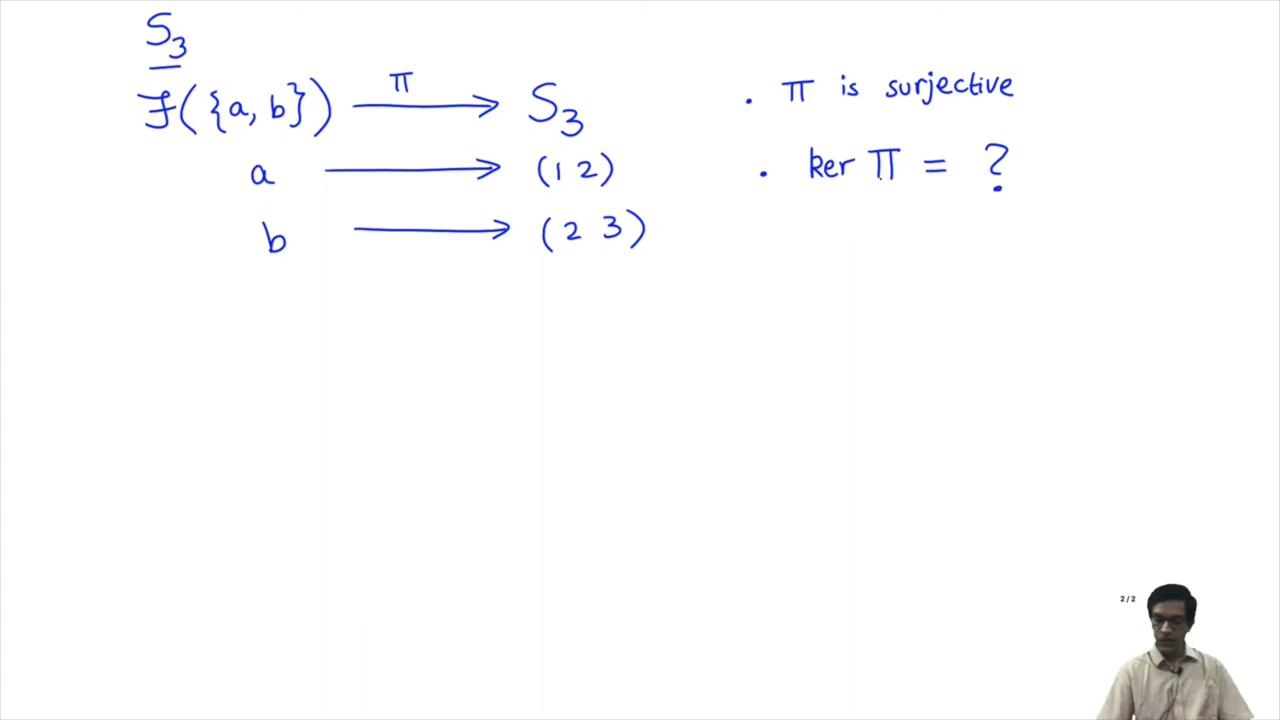 S₃
ℱ({a, b}) ⟶ S₃
π
a ⟶ (1 2)
b ⟶ (2 3)
. π is surjective
. ker π = ?
2/2